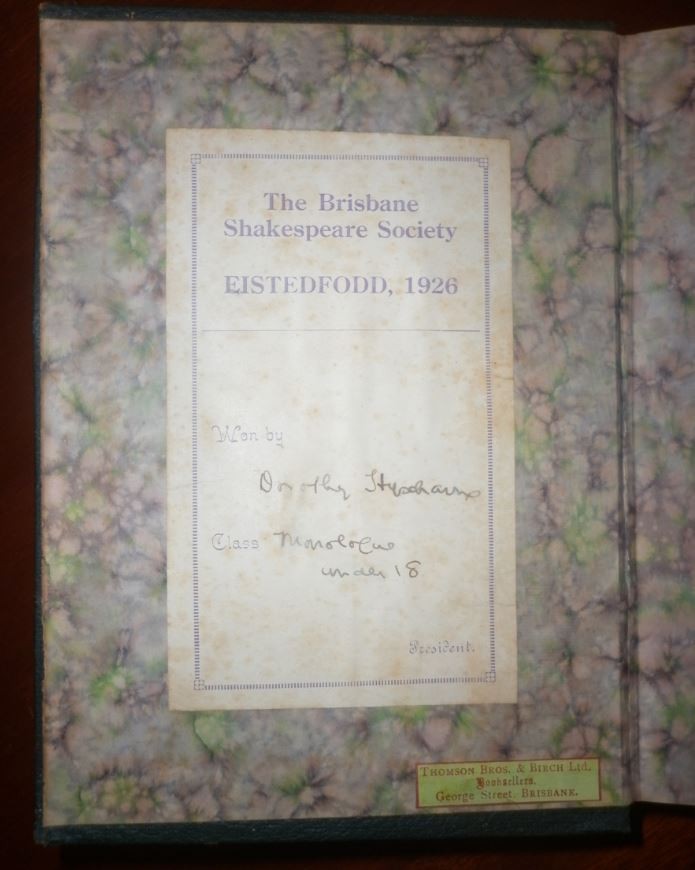 The Brisbane
Shakespeare Society
EISTEDFODD, 1926
Won by
Dorothy
Class Monologue
under 18
President.
THOMSON BROS. & BIRCH Ltd.
Booksellers.
George Street. BRISBANE.